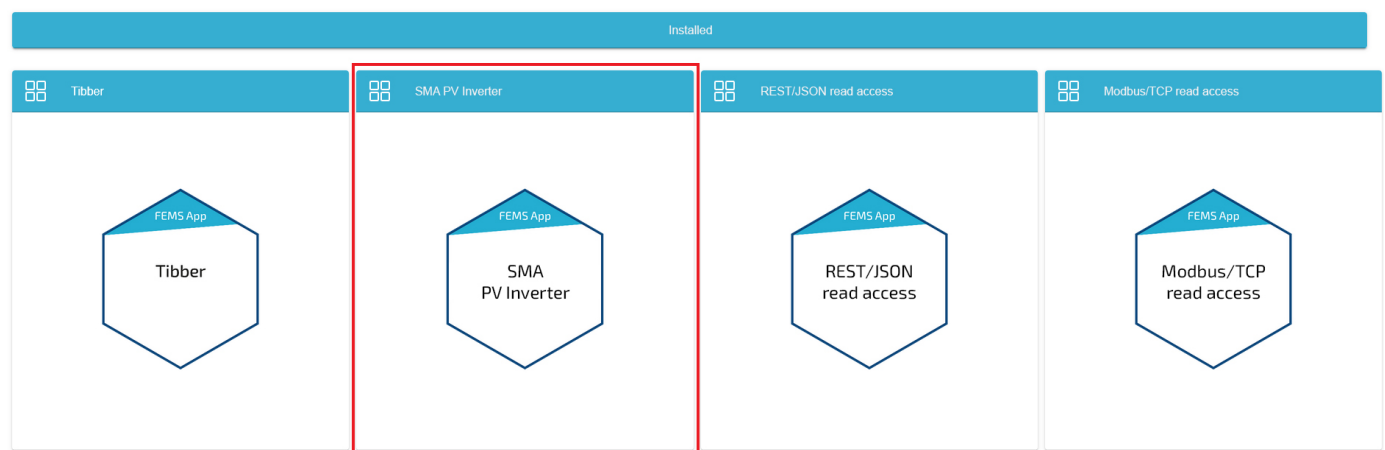 Installed
Tibber
SMA PV Inverter
REST/JSON read access
Modbus/TCP read access
FEMS App
Tibber
FEMS App
SMA
PV Inverter
FEMS App
REST/JSON
read access
FEMS App
Modbus/TCP
read access